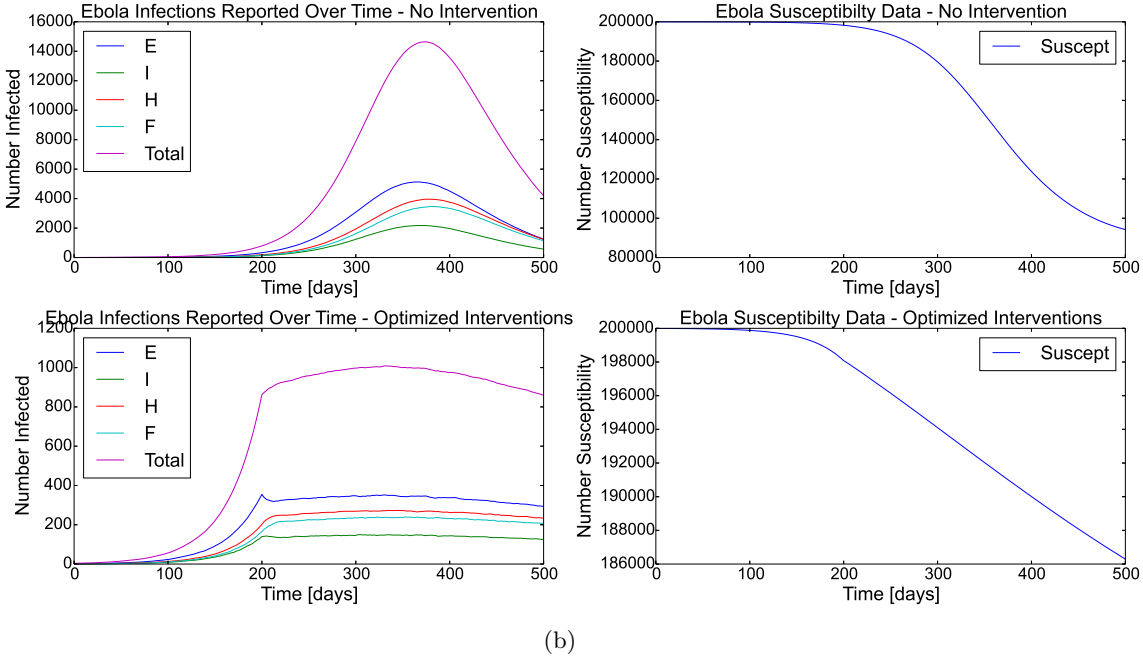 Ebola Infections Reported Over Time - No Intervention
Number Infected
14000
16000
12000
10000
8000
6000
4000
2000
0
E
I
H
F
Total
0 100 200 300 400 500
Time [days]
Ebola Susceptibilty Data - No Intervention
Number Susceptibility
200000
180000
160000
140000
120000
100000
80000
Suscept
0 100 200 300 400 500
Time [days]
Ebola Infections Reported Over Time - Optimized Interventions
Number Infected
1200
1000
800
600
400
200
0
E
I
H
F
Total
0 100 200 300 400 500
Time [days]
Ebola Susceptibilty Data - Optimized Interventions
Number Susceptibility
200000
198000
196000
194000
192000
190000
188000
186000
Suscept
0 100 200 300 400 500
Time [days]
(b)